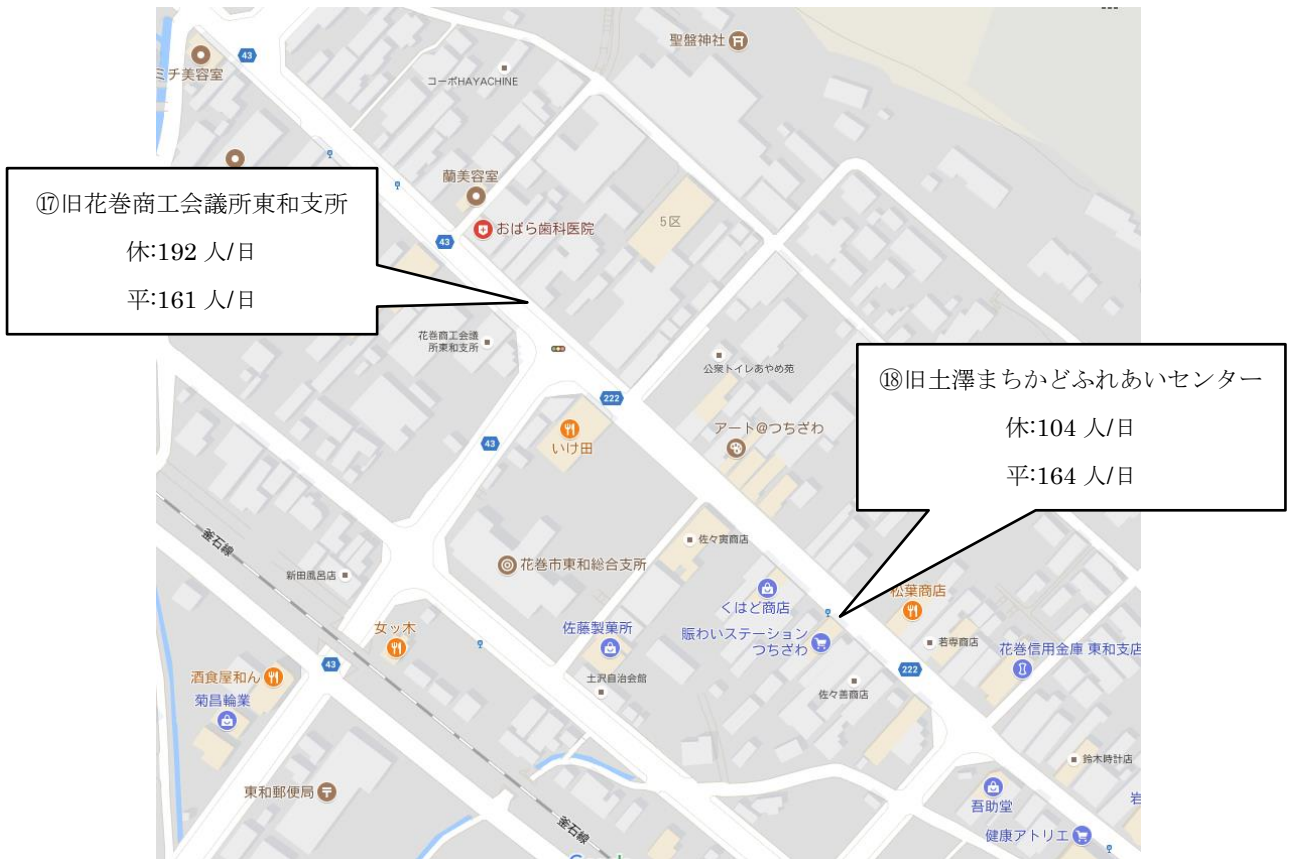 聖盤神社
43
ミチ美容室
コーポHAYACHINE
⑰旧花巻商工会議所東和支所
休:192 人/日
平:161 人/日
蘭美容室
おばら歯科医院
43
5区
花巻商工会議
所東和支所
公衆トイレあやめ苑
⑱旧土澤まちかどふれあいセンター
休:104 人/日
平:164 人/日
222
アート@つちざわ
いけ田
43
佐々寅商店
釜石線
花巻市東和総合支所
新田風呂店
くはど商店
松葉商店
女ッ木
佐藤製菓所
賑わいステーション
つちざわ
若専商店
花巻信用金庫 東和支店
43
222
酒食屋和ん
土沢自治会館
佐々善商店
菊昌輪業
鈴木時計店
東和郵便局
吾助堂
岩
釜石線
健康アトリエ